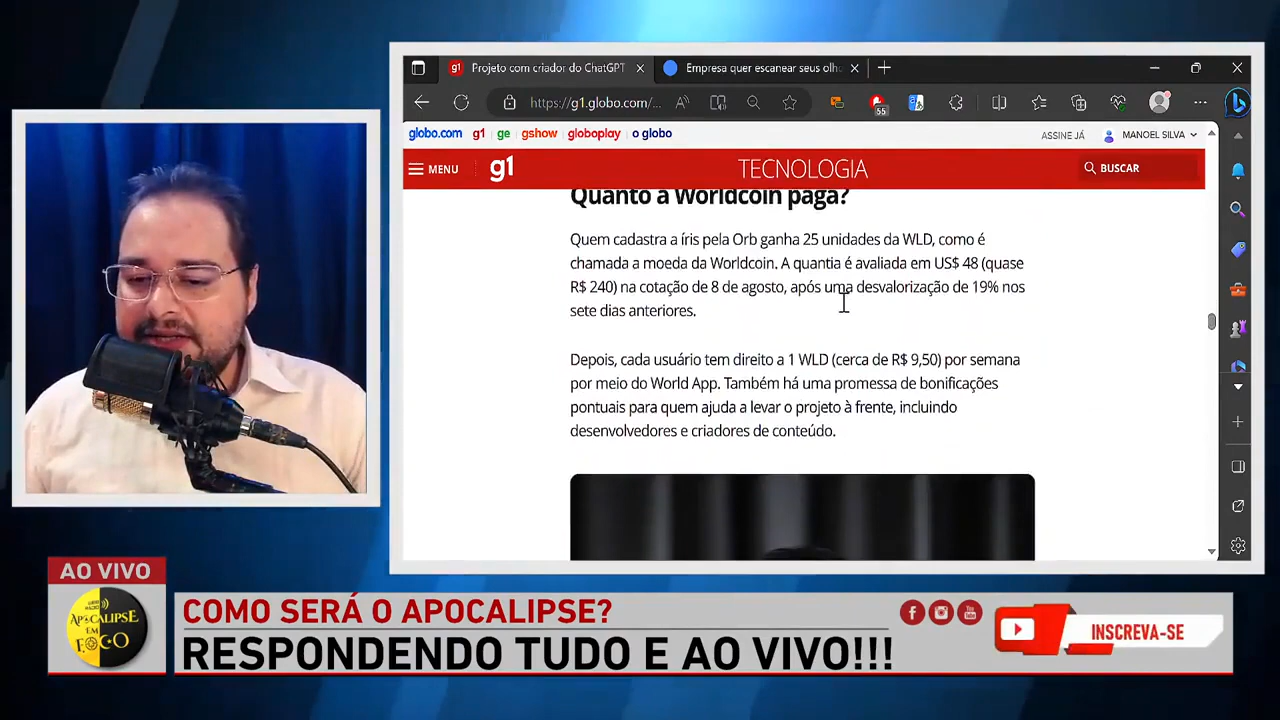 Projeto com criador do ChatGPT
Empresa quer escanear seus olh
https://g1.globo.com/...
55
globo.com g1 ge gshow globoplay o globo
ASSINE JÁ
MANOEL SILVA
MENU
g1
TECNOLOGIA
BUSCAR
Quanto a Worldcoin paga?
Quem cadastra a íris pela Orb ganha 25 unidades da WLD, como é
chamada a moeda da Worldcoin. A quantia é avaliada em US$ 48 (quase
R$ 240) na cotação de 8 de agosto, após uma desvalorização de 19% nos
sete dias anteriores.
Depois, cada usuário tem direito a 1 WLD (cerca de R$ 9,50) por semana
por meio do World App. Também há uma promessa de bonificações
pontuais para quem ajuda a levar o projeto à frente, incluindo
desenvolvedores e criadores de conteúdo.
AO VIVO
APOCALIPSE
EM
FOCO
COMO SERÁ O APOCALIPSE?
RESPONDENDO TUDO E AO VIVO!!!
INSCREVA-SE